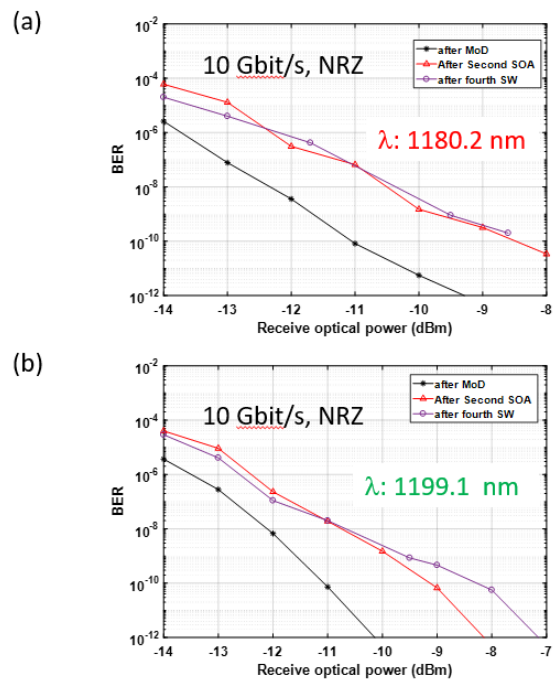 (a)
10⁻²
10⁻⁴
10⁻⁶
10⁻⁸
10⁻¹⁰
10⁻¹²
BER
after MoD
After Second SOA
after fourth SW
10 Gbit/s, NRZ
λ: 1180.2 nm
-14 -13 -12 -11 -10 -9 -8
Receive optical power (dBm)
(b)
10⁻²
10⁻⁴
10⁻⁶
10⁻⁸
10⁻¹⁰
10⁻¹²
BER
after MoD
After Second SOA
after fourth SW
10 Gbit/s, NRZ
λ: 1199.1 nm
-14 -13 -12 -11 -10 -9 -8 -7
Receive optical power (dBm)